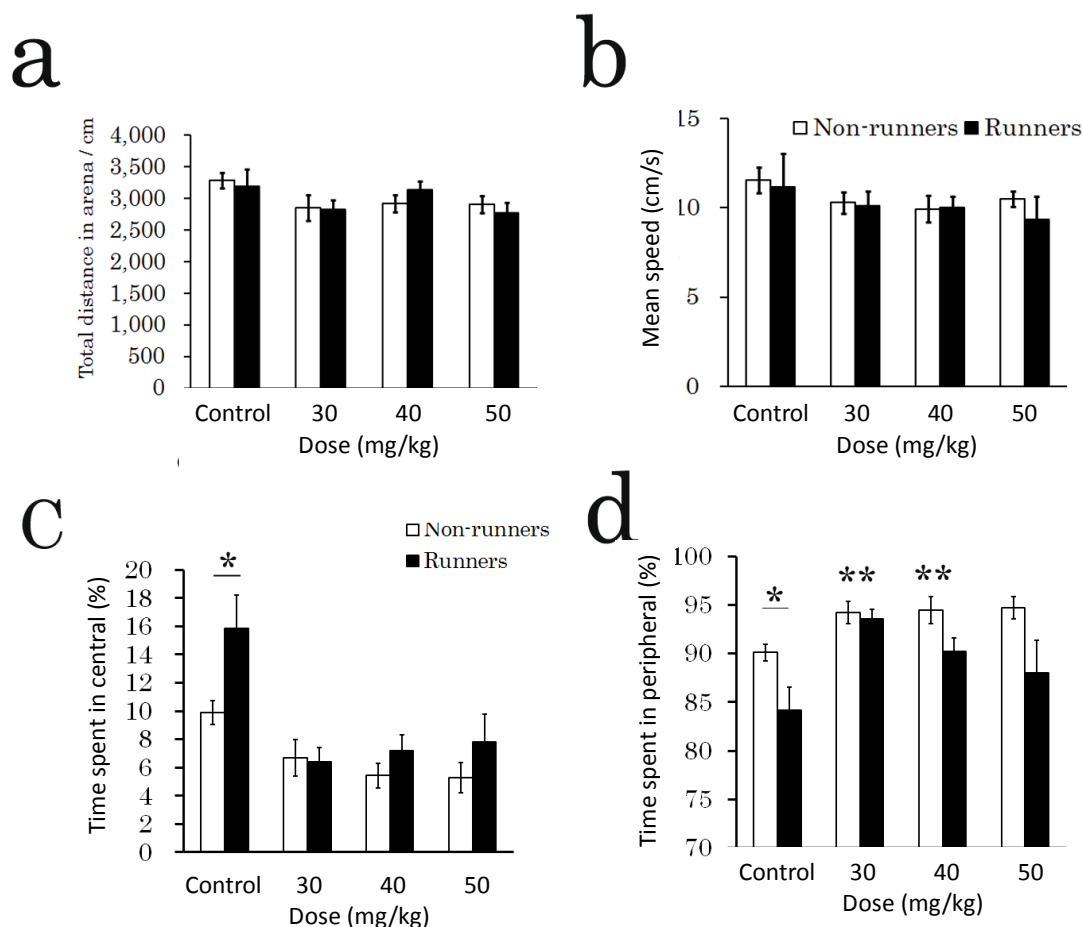 a
Total distance in arena / cm
4,000
3,500
3,000
2,500
2,000
1,500
1,000
500
0
Control 30 40 50
Dose (mg/kg)
b
Mean speed (cm/s)
15
10
5
0
Non-runners Runners
Control 30 40 50
Dose (mg/kg)
c
Non-runners
Runners
Time spent in central (%)
20
18
16
14
12
10
8
6
4
2
0
*
Control 30 40 50
Dose (mg/kg)
d
Time spent in peripheral (%)
100
95
90
85
80
75
70
* ** **
Control 30 40 50
Dose (mg/kg)